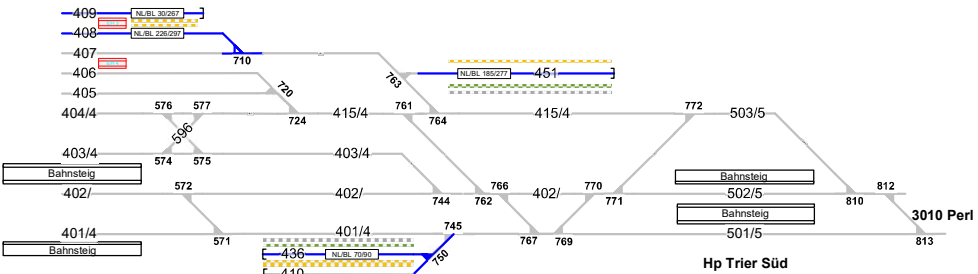 409 NL/BL 30/267
408 NL/BL 226/297
407 710
406 763 NL/BL 185/277 451
405 720
404/4 576 577 724 415/4 761 764 415/4 772 503/5
596
403/4 574 575 403/4
Bahnsteig Bahnsteig
402/ 572 402/ 744 762 766 402/ 770 771 502/5 810 812
Bahnsteig 3010 Perl
401/4 571 401/4 745 767 769 501/5 813
Bahnsteig 436 NL/BL 70/90 750
410 Hp Trier Süd